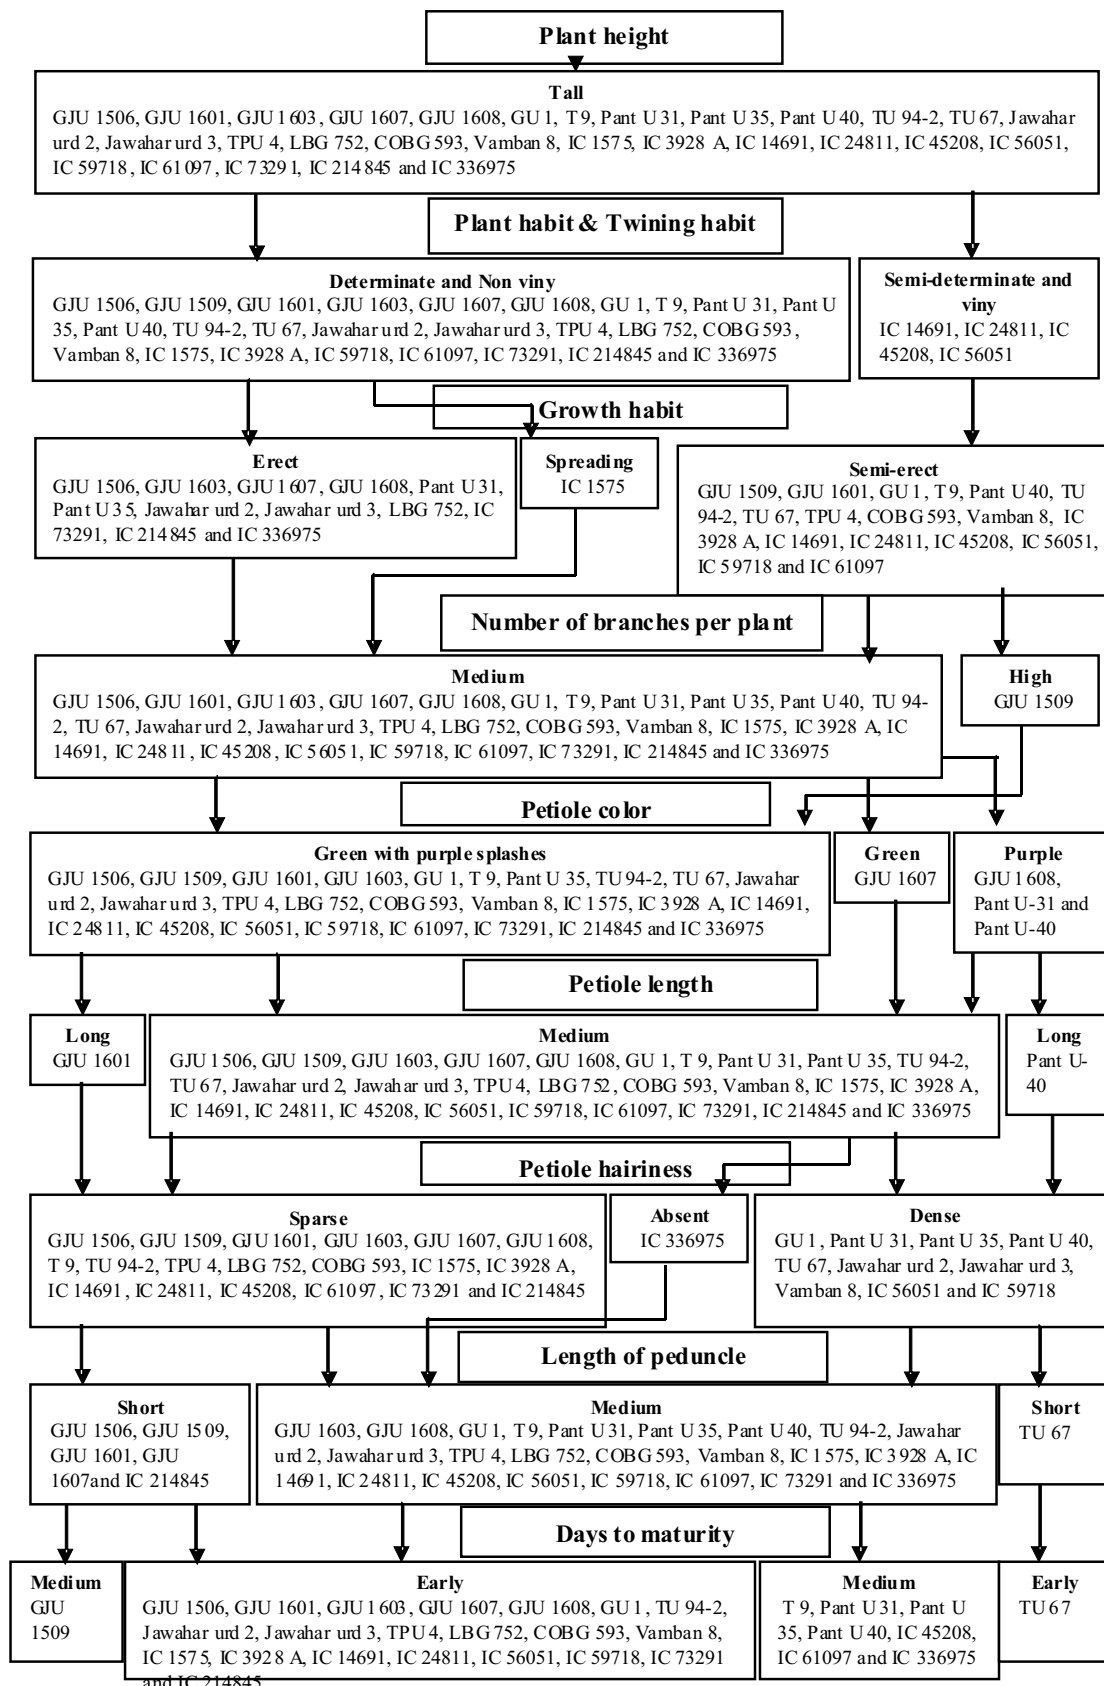 Plant height
Tall
GJU 1506, GJU 1601, GJU 1603, GJU 1607, GJU 1608, GU 1, T 9, Pant U 31, Pant U 35, Pant U 40, TU 94-2, TU 67, Jawahar
urd 2, Jawahar urd 3, TPU 4, LBG 752, COBG 593, Vamban 8, IC 1575, IC 3928 A, IC 14691, IC 24811, IC 45208, IC 56051,
IC 59718, IC 61097, IC 73291, IC 214845 and IC 336975
Plant habit & Twining habit
Determinate and Non viny
GJU 1506, GJU 1509, GJU 1601, GJU 1603, GJU 1607, GJU 1608, GU 1, T 9, Pant U 31, Pant U
35, Pant U 40, TU 94-2, TU 67, Jawahar urd 2, Jawahar urd 3, TPU 4, LBG 752, COBG 593,
Vamban 8, IC 1575, IC 3928 A, IC 59718, IC 61097, IC 73291, IC 214845 and IC 336975
Semi-determinate and
viny
IC 14691, IC 24811, IC
45208, IC 56051
Growth habit
Erect
GJU 1506, GJU 1603, GJU 1607, GJU 1608, Pant U 31,
Pant U 35, Jawahar urd 2, Jawahar urd 3, LBG 752, IC
73291, IC 214845 and IC 336975
Spreading
IC 1575
Semi-erect
GJU 1509, GJU 1601, GU 1, T 9, Pant U 40, TU
94-2, TU 67, TPU 4, COBG 593, Vamban 8, IC
3928 A, IC 14691, IC 24811, IC 45208, IC 56051,
IC 59718 and IC 61097
Number of branches per plant
Medium
GJU 1506, GJU 1601, GJU 1603, GJU 1607, GJU 1608, GU 1, T 9, Pant U 31, Pant U 35, Pant U 40, TU 94-
2, TU 67, Jawahar urd 2, Jawahar urd 3, TPU 4, LBG 752, COBG 593, Vamban 8, IC 1575, IC 3928 A, IC
14691, IC 24811, IC 45208, IC 56051, IC 59718, IC 61097, IC 73291, IC 214845 and IC 336975
High
GJU 1509
Petiole color
Green with purple splashes
GJU 1506, GJU 1509, GJU 1601, GJU 1603, GU 1, T 9, Pant U 35, TU 94-2, TU 67, Jawahar
urd 2, Jawahar urd 3, TPU 4, LBG 752, COBG 593, Vamban 8, IC 1575, IC 3928 A, IC 14691,
IC 24811, IC 45208, IC 56051, IC 59718, IC 61097, IC 73291, IC 214845 and IC 336975
Green
GJU 1607
Purple
GJU 1608,
Pant U-31 and
Pant U-40
Petiole length
Long
GJU 1601
Medium
GJU 1506, GJU 1509, GJU 1603, GJU 1607, GJU 1608, GU 1, T 9, Pant U 31, Pant U 35, TU 94-2,
TU 67, Jawahar urd 2, Jawahar urd 3, TPU 4, LBG 752, COBG 593, Vamban 8, IC 1575, IC 3928 A,
IC 14691, IC 24811, IC 45208, IC 56051, IC 59718, IC 61097, IC 73291, IC 214845 and IC 336975
Long
Pant U-
40
Petiole hairiness
Sparse
GJU 1506, GJU 1509, GJU 1601, GJU 1603, GJU 1607, GJU 1608,
T 9, TU 94-2, TPU 4, LBG 752, COBG 593, IC 1575, IC 3928 A,
IC 14691, IC 24811, IC 45208, IC 61097, IC 73291 and IC 214845
Absent
IC 336975
Dense
GU 1, Pant U 31, Pant U 35, Pant U 40,
TU 67, Jawahar urd 2, Jawahar urd 3,
Vamban 8, IC 56051 and IC 59718
Length of peduncle
Short
GJU 1506, GJU 1509,
GJU 1601, GJU
1607and IC 214845
Medium
GJU 1603, GJU 1608, GU 1, T 9, Pant U 31, Pant U 35, Pant U 40, TU 94-2, Jawahar
urd 2, Jawahar urd 3, TPU 4, LBG 752, COBG 593, Vamban 8, IC 1575, IC 3928 A, IC
14691, IC 24811, IC 45208, IC 56051, IC 59718, IC 61097, IC 73291 and IC 336975
Short
TU 67
Days to maturity
Medium
GJU
1509
Early
GJU 1506, GJU 1601, GJU 1603, GJU 1607, GJU 1608, GU 1, TU 94-2,
Jawahar urd 2, Jawahar urd 3, TPU 4, LBG 752, COBG 593, Vamban 8,
IC 1575, IC 3928 A, IC 14691, IC 24811, IC 56051, IC 59718, IC 73291
and IC 214845
Medium
T 9, Pant U 31, Pant U
35, Pant U 40, IC 45208,
IC 61097 and IC 336975
Early
TU 67